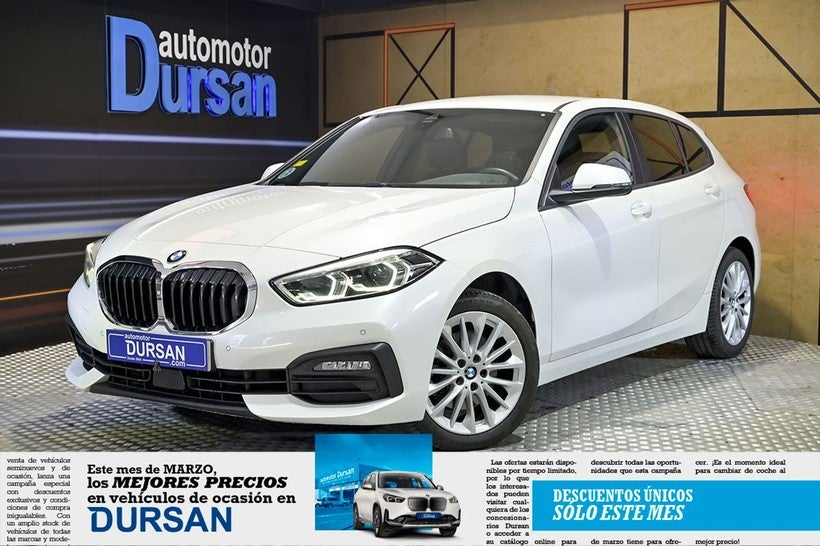 automotor
Dursan
automotor
DURSAN
.com
venta de vehículos
seminuevos y de
ocasión, lanza una
campaña especial
con descuentos
exclusivos y condi-
ciones de compra
inigualables. Con
un amplio stock de
vehículos de todas
las marcas y mode-
Este mes de MARZO,
los MEJORES PRECIOS
en vehículos de ocasión en
DURSAN
automotor Dursan
Las ofertas estarán dispo-
nibles por tiempo limitado,
por lo que
los interesa-
dos pueden
visitar cual-
quiera de los
concesiona-
rios Dursan
o acceder a
su catálogo online para
descubrir todas las oportu-
nidades que esta campaña
de marzo tiene para ofre-
cer. ¡Es el momento ideal
para cambiar de coche al
mejor precio!
DESCUENTOS ÚNICOS
SÓLO ESTE MES